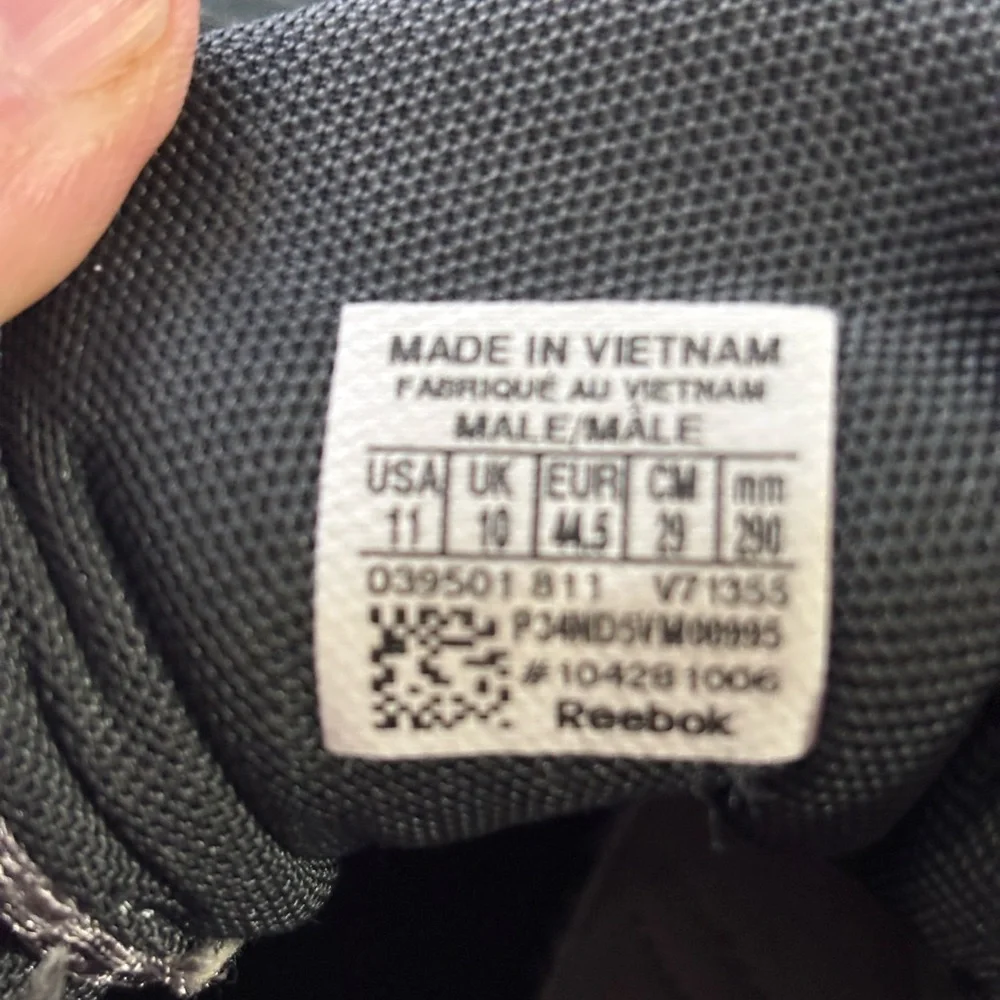 MADE IN VIETNAM
FABRIQUÉ AU VIETNAM
MALE/MÂLE
USA UK EUR CM mm
11 10 44.5 29 290
039501 811 V71355
P34MD5VM00995
#104281006
Reebok